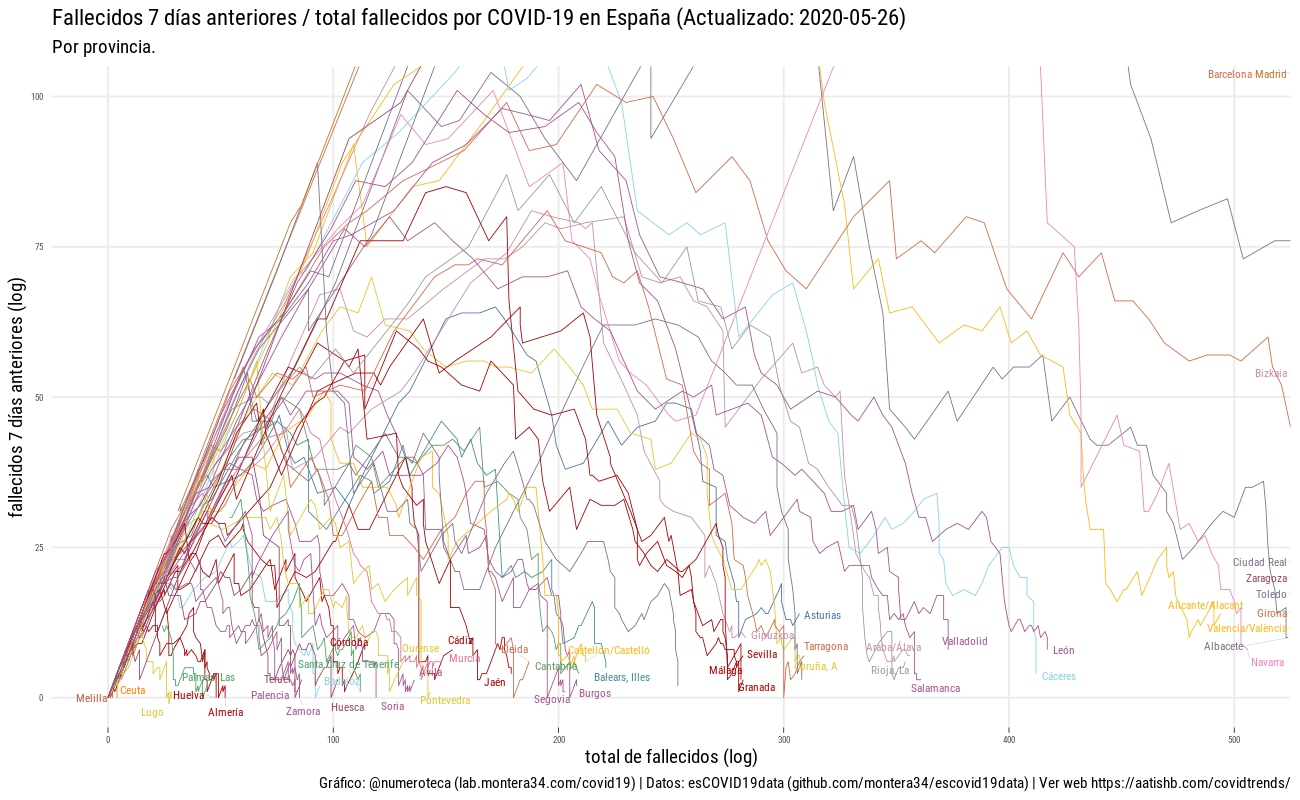 Fallecidos 7 días anteriores / total fallecidos por COVID-19 en España (Actualizado: 2020-05-26)
Por provincia.
fallecidos 7 días anteriores (log)
100
75
50
25
0
Barcelona Madrid
Bizkaia
Ciudad Real
Zaragoza
Toledo
Alicante/Alacant
Girona
València/Valencia
Albacete
Navarra
Asturias
Gipuzkoa
Tarragona
Araba/Álava
Valladolid
León
Cáceres
Coruña, A
Rioja, La
Salamanca
Sevilla
Málaga
Granada
Córdoba
Cádiz
Ourense
Murcia
Lleida
Castellón/Castelló
Santa Cruz de Tenerife
Cantabria
Ávila
Balears, Illes
Palmas, Las
Teruel
Badajoz
Jaén
Burgos
Segovia
Pontevedra
Ceuta
Melilla
Huelva
Palencia
Lugo
Almería
Zamora
Huesca
Soria
0
100
200
300
400
500
total de fallecidos (log)
Gráfico: @numeroteca (lab.montera34.com/covid19) | Datos: esCOVID19data (github.com/montera34/escovid19data) | Ver web https://aatishb.com/covidtrends/